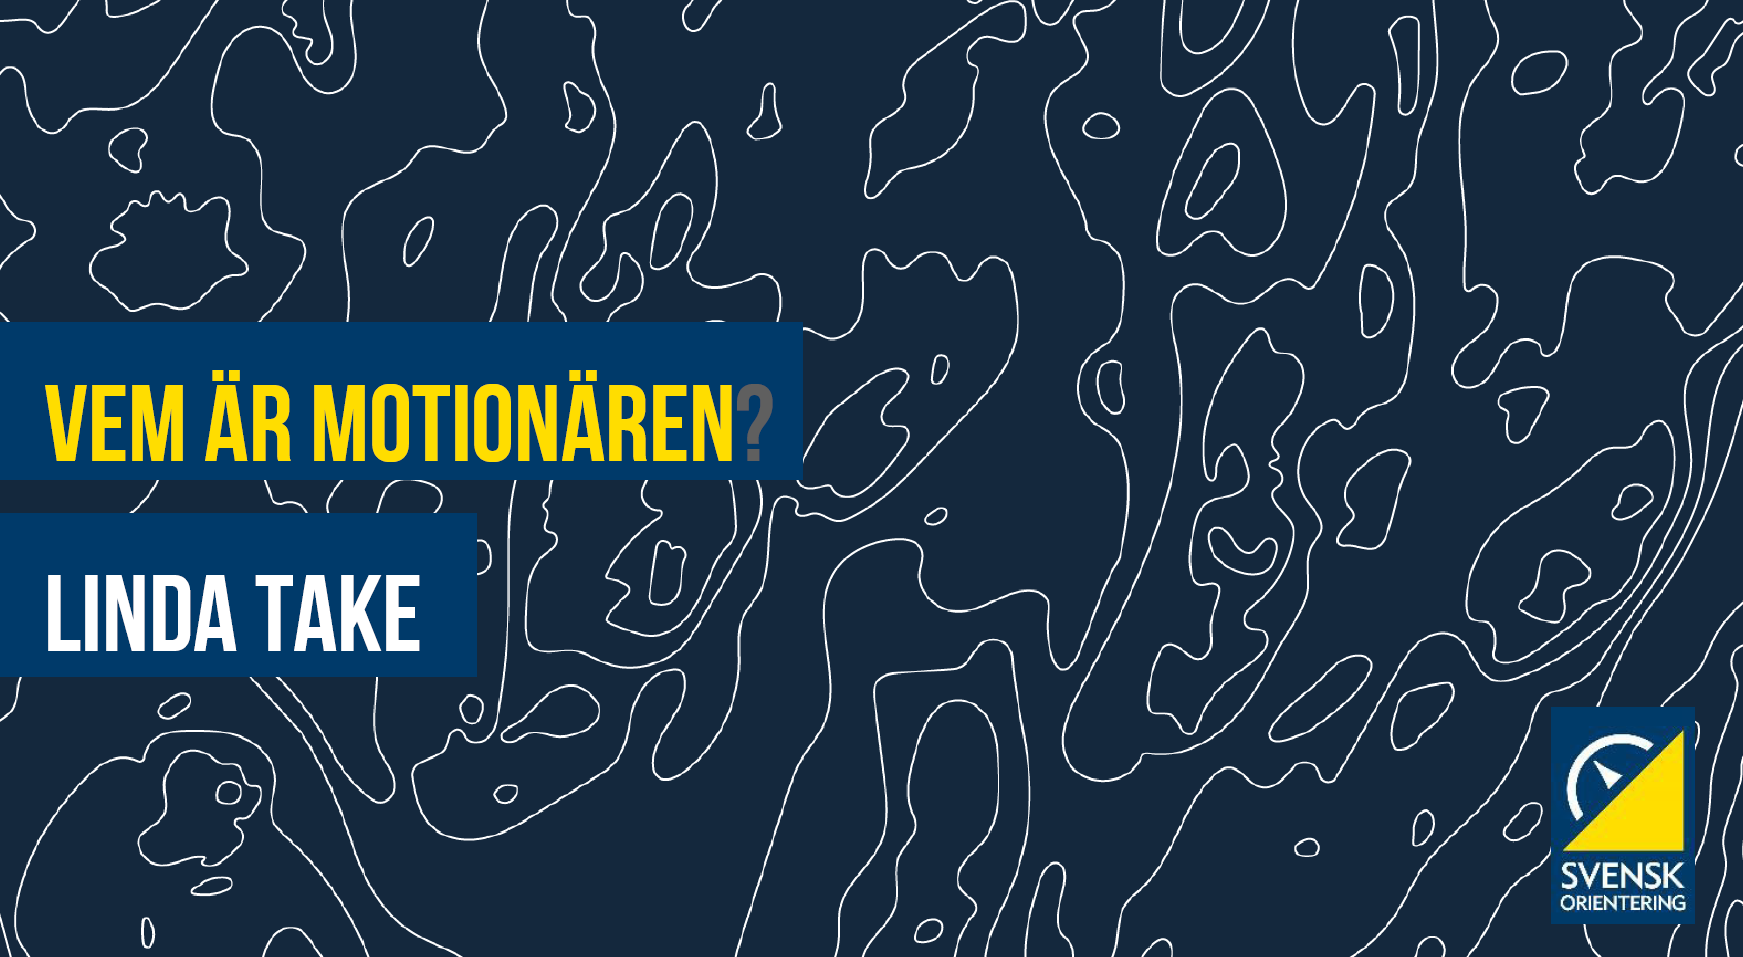 VEM ÄR MOTIONÄREN?
LINDA TAKE
SVENSK
ORIENTERING